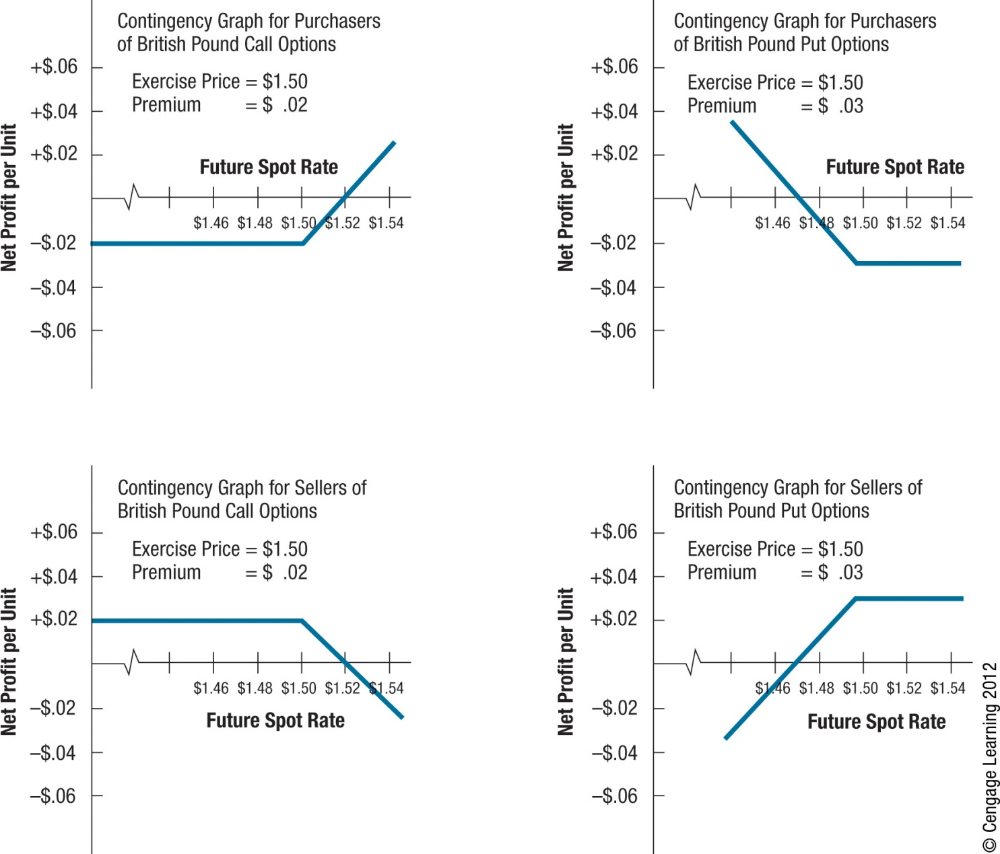 Contingency Graph for Purchasers
of British Pound Call Options
Exercise Price = $1.50
Premium = $ .02
+$.06
+$.04
+$.02
–$.02
–$.04
–$.06
Net Profit per Unit
Future Spot Rate
$1.46 $1.48 $1.50 $1.52 $1.54
Contingency Graph for Purchasers
of British Pound Put Options
Exercise Price = $1.50
Premium = $ .03
+$.06
+$.04
+$.02
–$.02
–$.04
–$.06
Net Profit per Unit
Future Spot Rate
$1.46 $1.48 $1.50 $1.52 $1.54
Contingency Graph for Sellers of
British Pound Call Options
Exercise Price = $1.50
Premium = $ .02
+$.06
+$.04
+$.02
–$.02
–$.04
–$.06
Net Profit per Unit
$1.46 $1.48 $1.50 $1.52 $1.54
Future Spot Rate
Contingency Graph for Sellers of
British Pound Put Options
Exercise Price = $1.50
Premium = $ .03
+$.06
+$.04
+$.02
–$.02
–$.04
–$.06
Net Profit per Unit
$1.46 $1.48 $1.50 $1.52 $1.54
Future Spot Rate
© Cengage Learning 2012